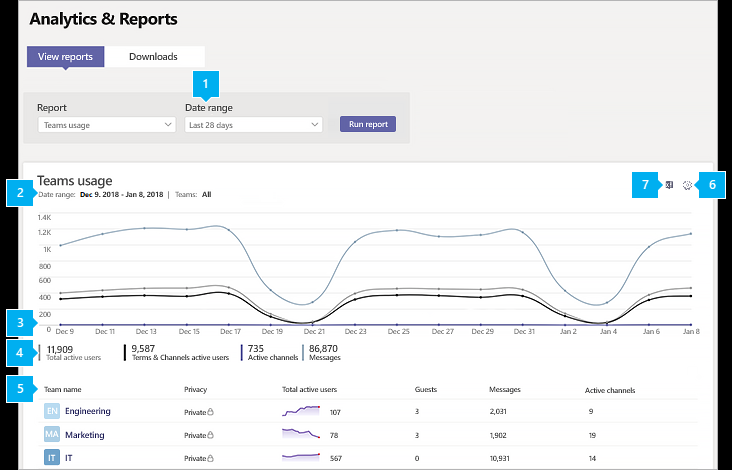 Analytics & Reports
View reports Downloads
1
Report Date range
Teams usage Last 28 days Run report
Teams usage
7 6
2 Date range: Dec 9, 2018 - Jan 8, 2018 | Teams: All
1.4K
1.2K
1K
800
600
400
200
3 0
Dec 9 Dec 11 Dec 13 Dec 15 Dec 17 Dec 19 Dec 21 Dec 23 Dec 25 Dec 27 Dec 29 Dec 31 Jan 2 Jan 4 Jan 6 Jan 8
4 11,909 9,587 735 86,870
Total active users Terms & Channels active users Active channels Messages
5 Team name Privacy Total active users Guests Messages Active channels
EN Engineering Private 107 3 2,031 9
MA Marketing Private 78 3 1,902 19
IT IT Private 567 0 10,931 14